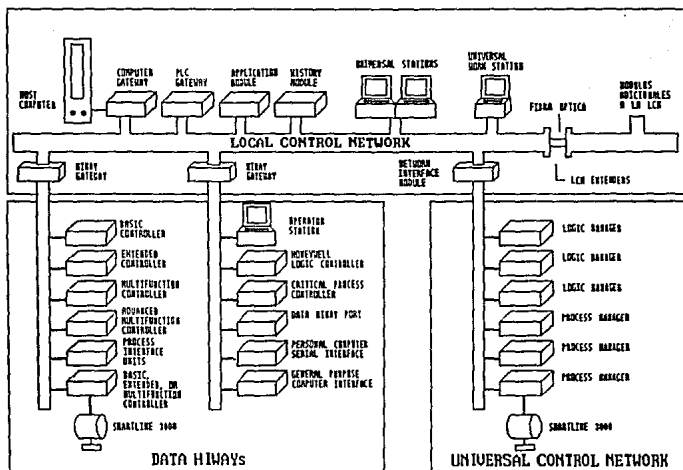 HOST
COMPUTER
COMPUTER
GATEWAY
PLC
GATEWAY
APPLICATION
MODULE
HISTORY
MODULE
UNIVERSAL STATIONS
UNIVERSAL
WORK STATION
FIBRA OPTICA
MODULOS
ADICIONALES
A LA LCN
LOCAL CONTROL NETWORK
HIWAY
GATEWAY
HIWAY
GATEWAY
NETWORK
INTERFACE
MODULE
LCN EXTENDERS
BASIC
CONTROLLER
EXTENDED
CONTROLLER
MULTIFUNCTION
CONTROLLER
ADVANCED
MULTIFUNCTION
CONTROLLER
PROCESS
INTERFACE
UNITS
BASIC,
EXTENDED, OR
MULTIFUNCTION
CONTROLLER
SMARTLINE 3000
OPERATOR
STATION
HONEYWELL
LOGIC CONTROLLER
CRITICAL PROCESS
CONTROLLER
DATA HIWAY PORT
PERSONAL COMPUTER
SERIAL INTERFACE
GENERAL PURPOSE
COMPUTER INTERFACE
DATA HIWAYs
LOGIC MANAGER
LOGIC MANAGER
LOGIC MANAGER
PROCESS MANAGER
PROCESS MANAGER
PROCESS MANAGER
SMARTLINE 3000
UNIVERSAL CONTROL NETWORK